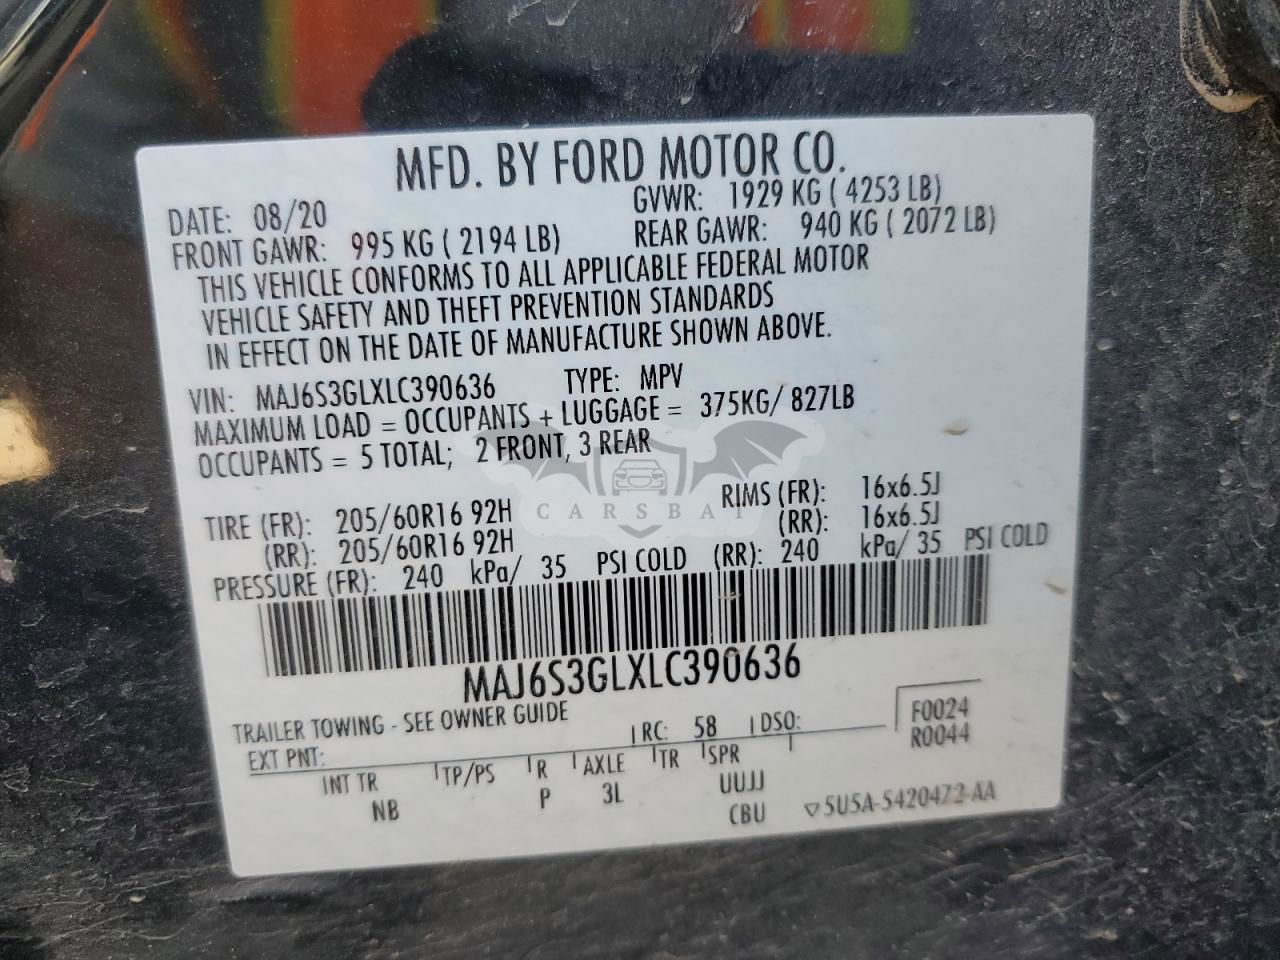 MFD. BY FORD MOTOR CO.
DATE: 08/20 GVWR: 1929 KG ( 4253 LB)
FRONT GAWR: 995 KG ( 2194 LB) REAR GAWR: 940 KG ( 2072 LB)
THIS VEHICLE CONFORMS TO ALL APPLICABLE FEDERAL MOTOR
VEHICLE SAFETY AND THEFT PREVENTION STANDARDS
IN EFFECT ON THE DATE OF MANUFACTURE SHOWN ABOVE.
VIN: MAJ6S3GLXLC390636 TYPE: MPV
MAXIMUM LOAD = OCCUPANTS + LUGGAGE = 375KG/ 827LB
OCCUPANTS = 5 TOTAL; 2 FRONT, 3 REAR
CARSBAT
TIRE (FR): 205/60R16 92H RIMS (FR): 16x6.5J
(RR): 205/60R16 92H (RR): 16x6.5J
PRESSURE (FR): 240 kPa/ 35 PSI COLD (RR): 240 kPa/ 35 PSI COLD
MAJ6S3GLXLC390636
TRAILER TOWING - SEE OWNER GUIDE
EXT PNT: RC: 58 DSO: F0024
R0044
INT TR TP/PS R AXLE TR SPR
NB P 3L UUJJ
CBU ▽5U5A-5420472-AA